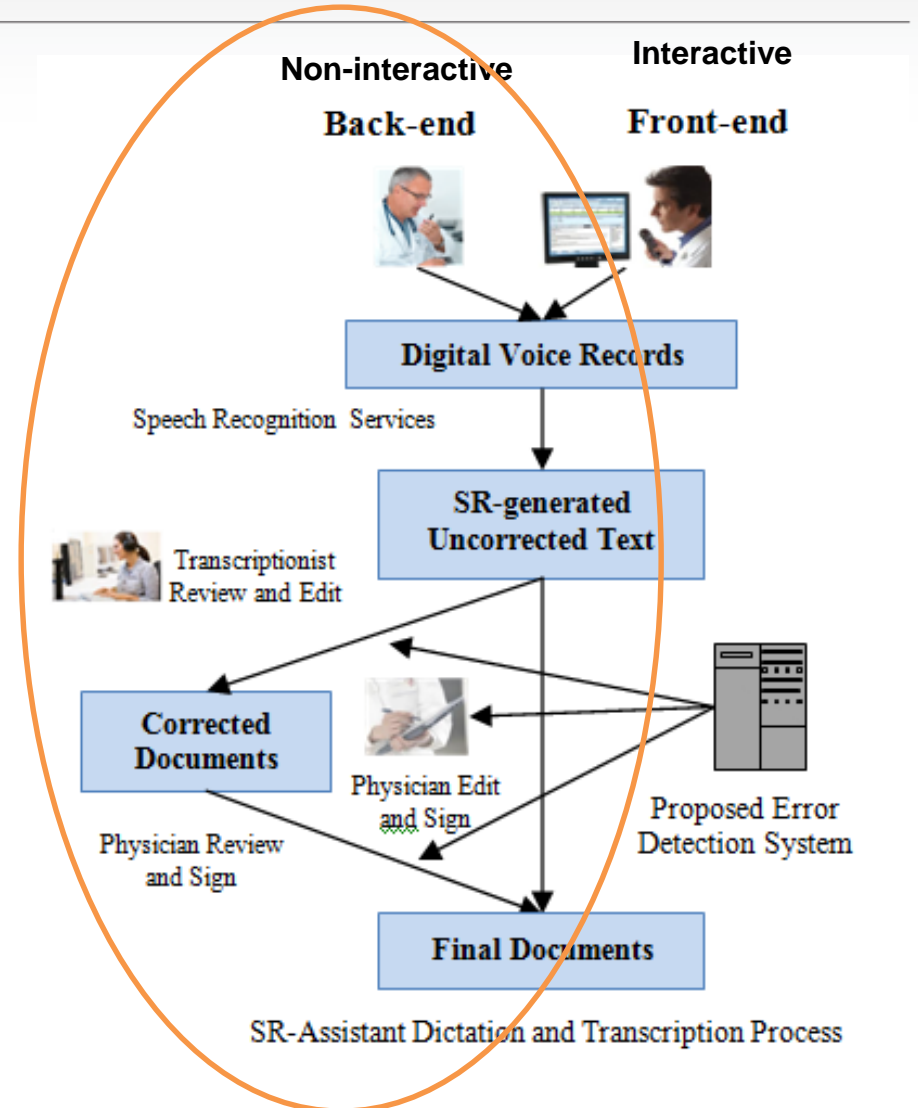 Non-interactive
Interactive
Back-end
Front-end
Digital Voice Records
Speech Recognition Services
SR-generated
Uncorrected Text
Transcriptionist
Review and Edit
Corrected
Documents
Physician Edit
and Sign
Proposed Error
Detection System
Physician Review
and Sign
Final Documents
SR-Assistant Dictation and Transcription Process